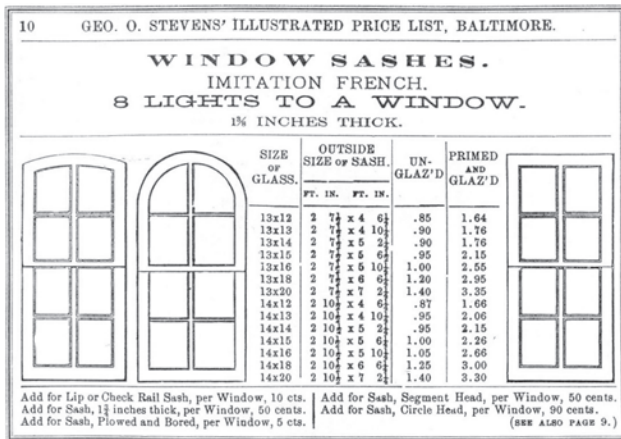 10 GEO. O. STEVENS' ILLUSTRATED PRICE LIST, BALTIMORE.
WINDOW SASHES.
IMITATION FRENCH.
8 LIGHTS TO A WINDOW.
1⅜ INCHES THICK.
SIZE OF GLASS. OUTSIDE SIZE OF SASH. UN-GLAZ'D PRIMED AND GLAZ'D
FT. IN. FT. IN.
13x12 2 7½ x 4 6½ .85 1.64
13x13 2 7½ x 4 10½ .90 1.76
13x14 2 7½ x 5 2½ .90 1.76
13x15 2 7½ x 5 6½ .95 2.15
13x16 2 7½ x 5 10½ 1.00 2.55
13x18 2 7½ x 6 6½ 1.20 2.95
13x20 2 7½ x 7 2½ 1.40 3.35
14x12 2 10½ x 4 6½ .87 1.66
14x13 2 10½ x 4 10½ .95 2.06
14x14 2 10½ x 5 2½ .95 2.15
14x15 2 10½ x 5 6½ 1.00 2.26
14x16 2 10½ x 5 10½ 1.05 2.66
14x18 2 10½ x 6 6½ 1.25 3.00
14x20 2 10½ x 7 2½ 1.40 3.30
Add for Lip or Check Rail Sash, per Window, 10 cts.
Add for Sash, 1¾ inches thick, per Window, 50 cents.
Add for Sash, Plowed and Bored, per Window, 5 cts.
Add for Sash, Segment Head, per Window, 50 cents.
Add for Sash, Circle Head, per Window, 90 cents.
(SEE ALSO PAGE 9.)